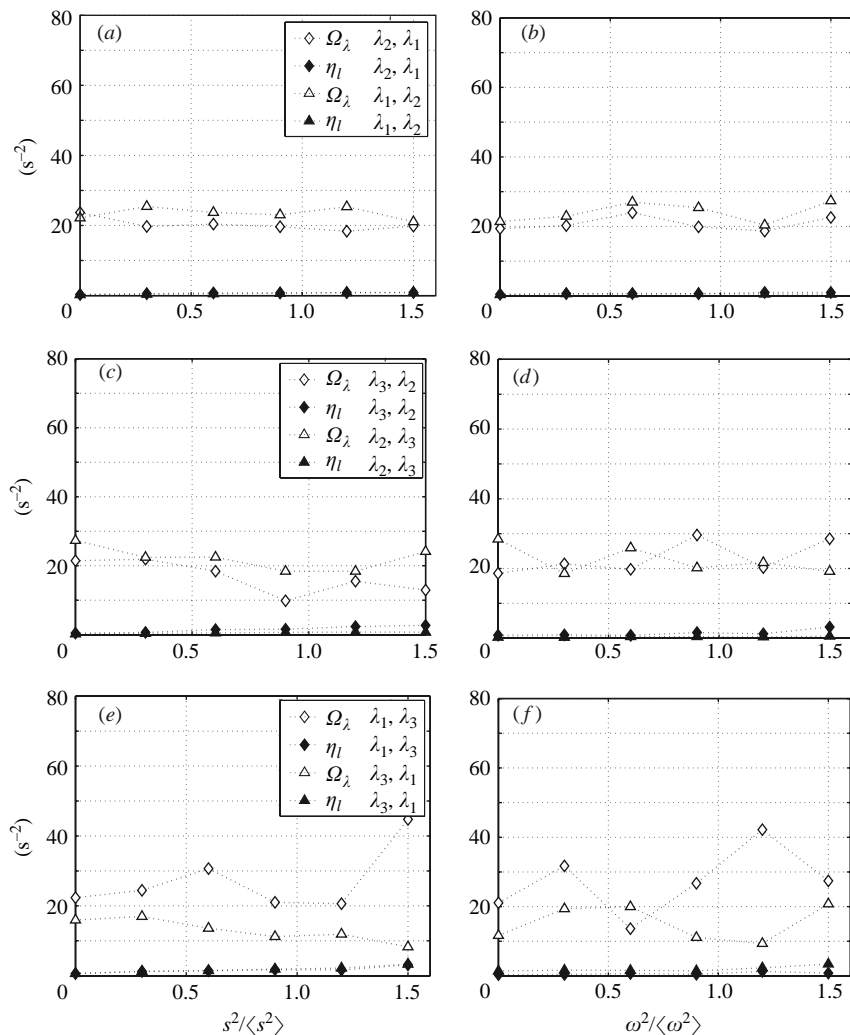 80 (a) (b) 80
Ω_λ λ_2, λ_1
60 η_l λ_2, λ_1 60
Ω_λ λ_1, λ_2
(s⁻²) 40 η_l λ_1, λ_2 40
20 20
0 0.5 1.0 1.5 0 0.5 1.0 1.5
80 (c) (d) 80
Ω_λ λ_3, λ_2
60 η_l λ_3, λ_2 60
Ω_λ λ_2, λ_3
(s⁻²) 40 η_l λ_2, λ_3 40
20 20
0 0.5 1.0 1.5 0 0.5 1.0 1.5
80 (e) (f) 80
Ω_λ λ_1, λ_3
60 η_l λ_1, λ_3 60
Ω_λ λ_3, λ_1
(s⁻²) 40 η_l λ_3, λ_1 40
20 20
0 0.5 1.0 1.5 0 0.5 1.0 1.5
s²/⟨s²⟩ ω²/⟨ω²⟩